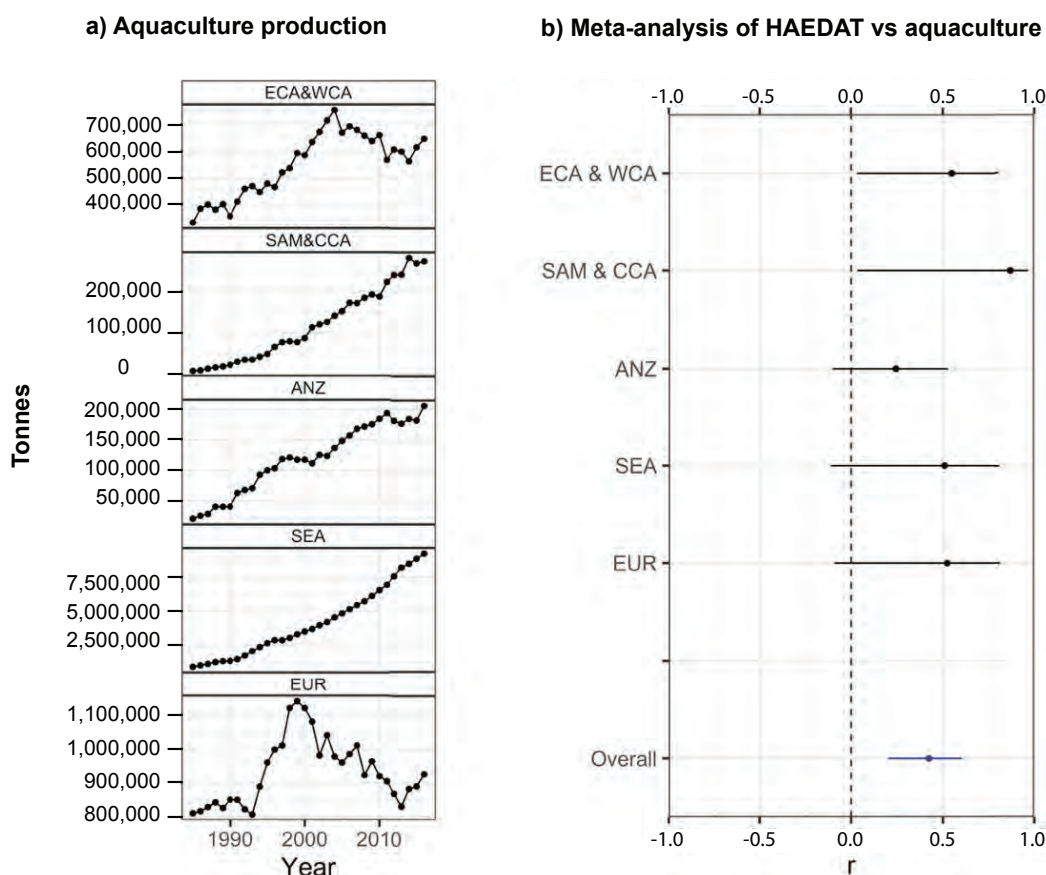 a) Aquaculture production
Tonnes
ECA&WCA
700,000
600,000
500,000
400,000
SAM&CCA
200,000
100,000
0
ANZ
200,000
150,000
100,000
50,000
SEA
7,500,000
5,000,000
2,500,000
EUR
1,100,000
1,000,000
900,000
800,000
1990 2000 2010
Year
b) Meta-analysis of HAEDAT vs aquaculture
-1.0 -0.5 0.0 0.5 1.0
ECA & WCA
SAM & CCA
ANZ
SEA
EUR
Overall
-1.0 -0.5 0.0 0.5 1.0
r